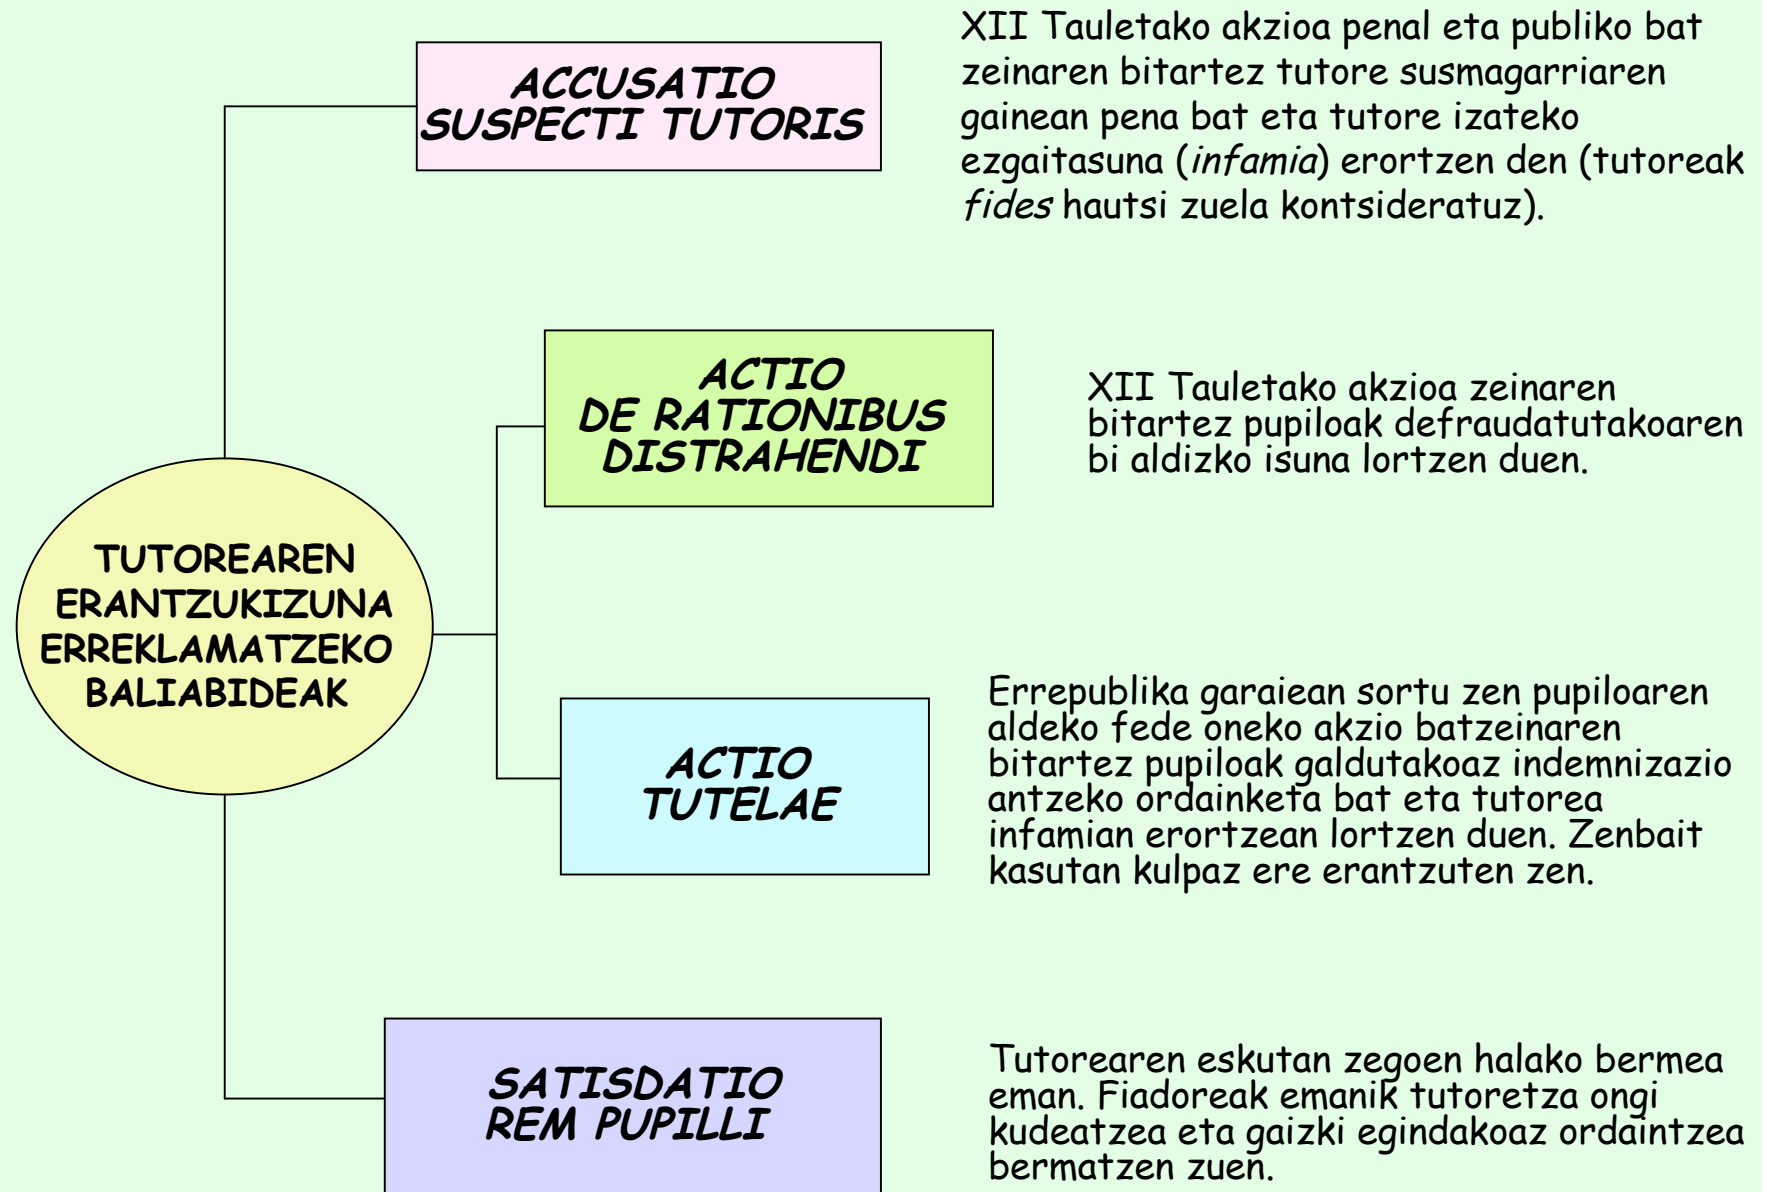 ACCUSATIO
SUSPECTI TUTORIS
XII Tauletako akzioa penal eta publiko bat
zeinaren bitartez tutore susmagarriaren
gainean pena bat eta tutore izateko
ezgaitasuna (infamia) erortzen den (tutoreak
fides hautsi zuela kontsideratuz).
ACTIO
DE RATIONIBUS
DISTRAHENDI
XII Tauletako akzioa zeinaren
bitartez pupiloak defraudatutakoaren
bi aldizko isuna lortzen duen.
TUTOREAREN
ERANTZUKIZUNA
ERREKLAMATZEKO
BALIABIDEAK
ACTIO
TUTELAE
Errepublika garaiean sortu zen pupiloaren
aldeko fede oneko akzio batzeinaren
bitartez pupiloak galdutakoaz indemnizazio
antzeko ordainketa bat eta tutorea
infamian erortzean lortzen duen. Zenbait
kasutan kulpaz ere erantzuten zen.
SATISDATIO
REM PUPILLI
Tutorearen eskutan zegoen halako bermea
eman. Fiadoreak emanik tutoretza ongi
kudeatzea eta gaizki egindakoaz ordaintzea
bermatzen zuen.